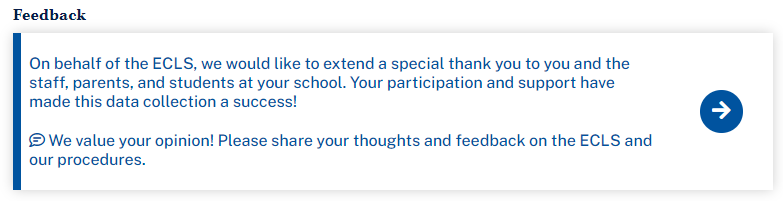 Feedback
On behalf of the ECLS, we would like to extend a special thank you to you and the
staff, parents, and students at your school. Your participation and support have
made this data collection a success!
We value your opinion! Please share your thoughts and feedback on the ECLS and
our procedures.